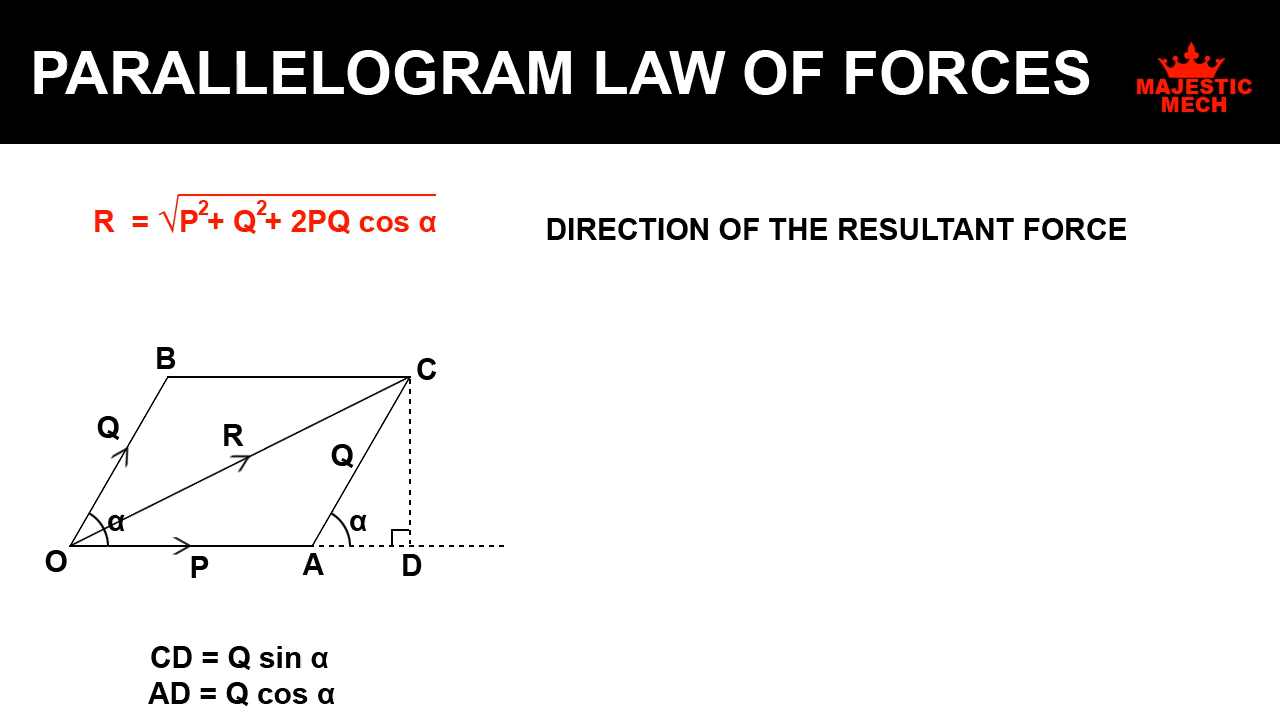 PARALLELOGRAM LAW OF FORCES
MAJESTIC
MECH
R = √P²+ Q²+ 2PQ cos α
DIRECTION OF THE RESULTANT FORCE
B
C
Q
R
Q
α
α
O
P
A
D
CD = Q sin α
AD = Q cos α